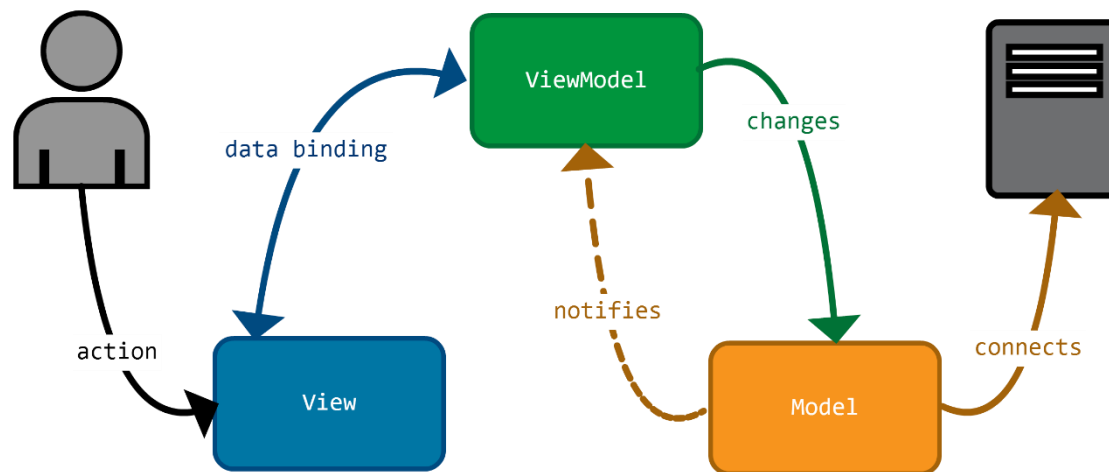 ViewModel
changes
data binding
notifies
action
connects
View
Model